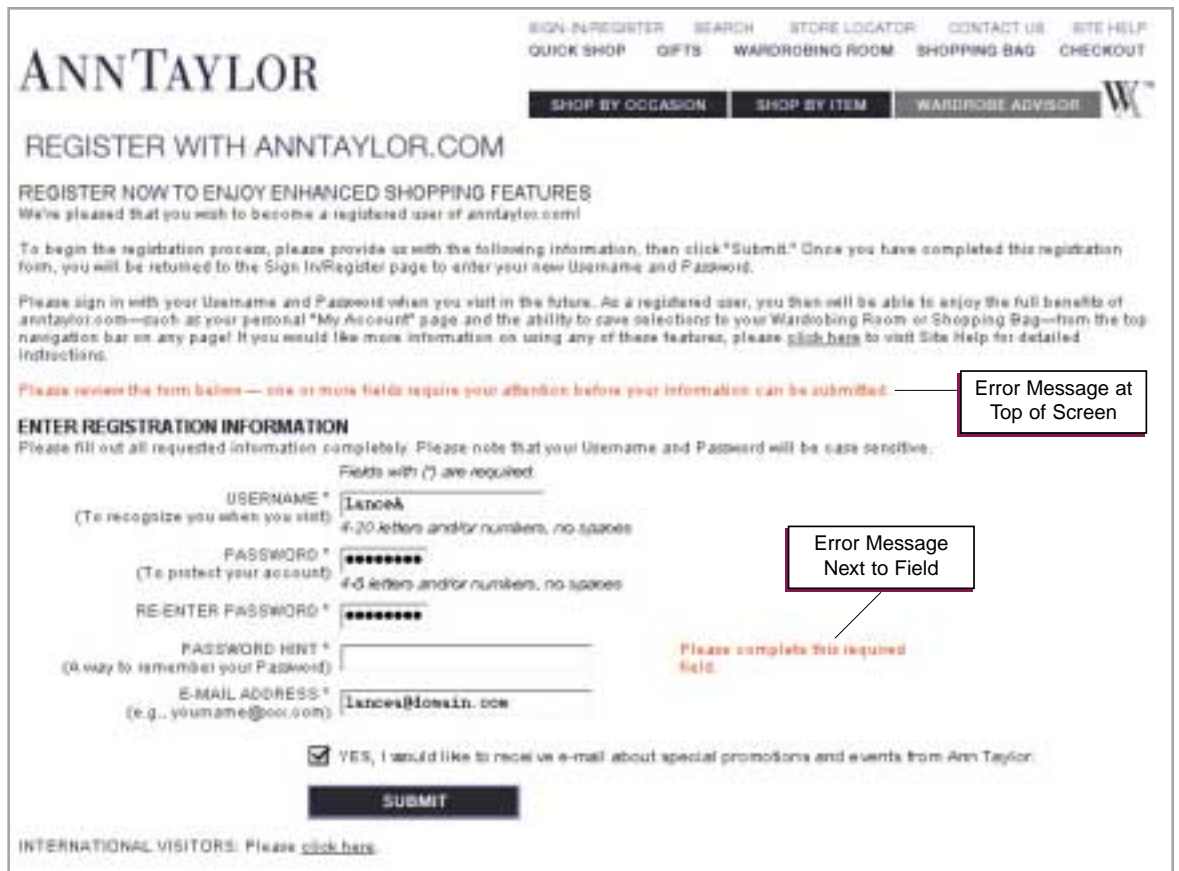 SIGN-IN/REGISTER SEARCH STORE LOCATOR CONTACT US SITE HELP
ANNTAYLOR
QUICK SHOP GIFTS WARDROBING ROOM SHOPPING BAG CHECKOUT
SHOP BY OCCASION SHOP BY ITEM WARDROBE ADVISOR W
REGISTER WITH ANNTAYLOR.COM
REGISTER NOW TO ENJOY ENHANCED SHOPPING FEATURES
We're pleased that you wish to become a registered user of anntaylor.com!
To begin the registration process, please provide us with the following information, then click "Submit." Once you have completed this registration
form, you will be returned to the Sign In/Register page to enter your new Username and Password.
Please sign in with your Username and Password when you visit in the future. As a registered user, you then will be able to enjoy the full benefits of
anntaylor.com—such as your personal "My Account" page and the ability to save selections to your Wardrobing Room or Shopping Bag—from the top
navigation bar on any page! If you would like more information on using any of these features, please click here to visit Site Help for detailed
instructions.
Please review the form below — one or more fields require your attention before your information can be submitted.
Error Message at
Top of Screen
ENTER REGISTRATION INFORMATION
Please fill out all requested information completely. Please note that your Username and Password will be case sensitive.
Fields with (*) are required.
USERNAME * lanceA
(To recognize you when you visit)
4-20 letters and/or numbers, no spaces
PASSWORD * ●●●●●●●●
(To protect your account)
4-8 letters and/or numbers, no spaces
Error Message
Next to Field
RE-ENTER PASSWORD * ●●●●●●●●
PASSWORD HINT *
(A way to remember your Password)
Please complete this required
field.
E-MAIL ADDRESS * lancea@domain.com
(e.g., yourname@xxx.com)
YES, I would like to receive e-mail about special promotions and events from Ann Taylor.
SUBMIT
INTERNATIONAL VISITORS: Please click here.